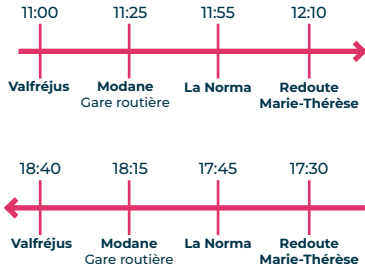 11:00 11:25 11:55 12:10
Valfréjus Modane La Norma Redoute
Gare routière Marie-Thérèse
18:40 18:15 17:45 17:30
Valfréjus Modane La Norma Redoute
Gare routière Marie-Thérèse